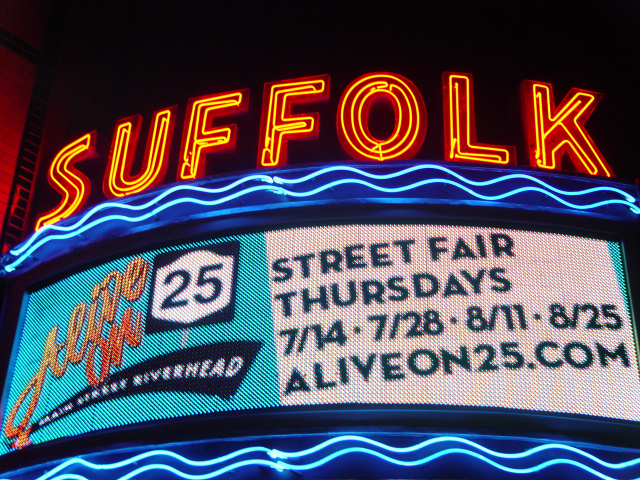 SUFFOLK
Alive
On
25
MAIN STREET RIVERHEAD
STREET FAIR
THURSDAYS
7/14 · 7/28 · 8/11 · 8/25
ALIVEON25.COM